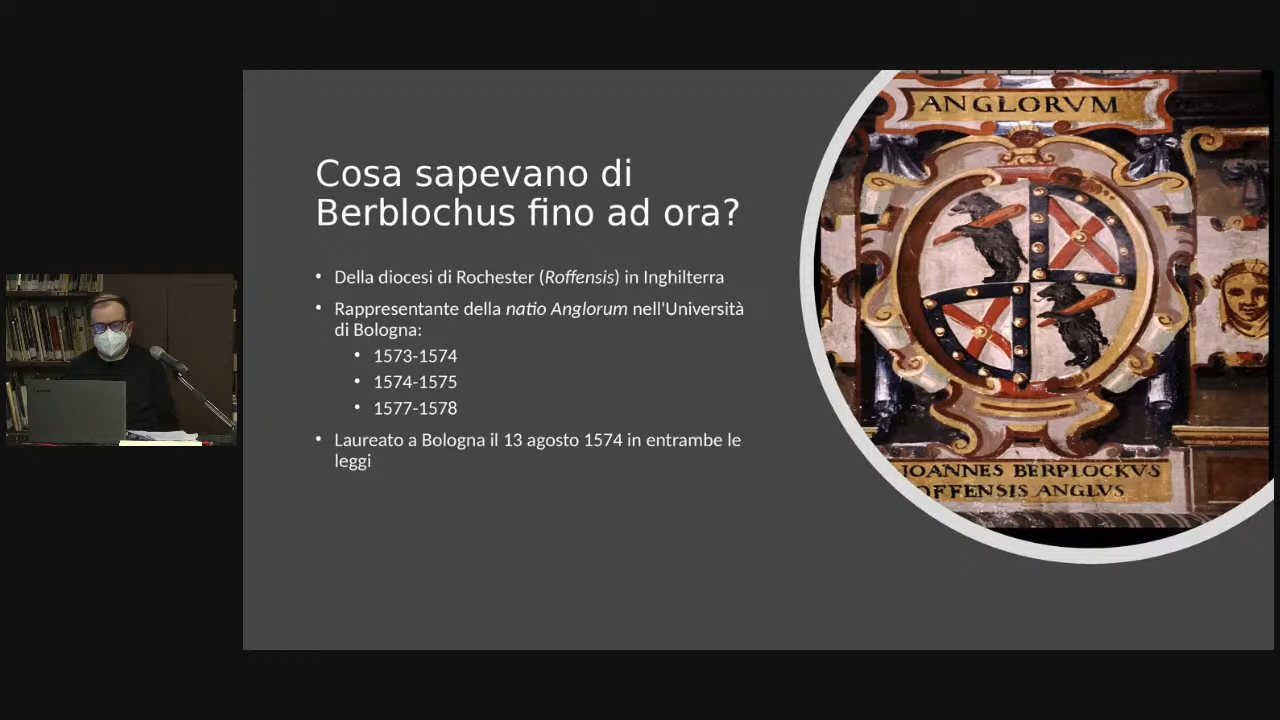 Cosa sapevano di
Berblochus fino ad ora?
• Della diocesi di Rochester (Roffensis) in Inghilterra
• Rappresentante della natio Anglorum nell'Università
di Bologna:
• 1573-1574
• 1574-1575
• 1577-1578
• Laureato a Bologna il 13 agosto 1574 in entrambe le
leggi
ANGLORVM
IOANNES BERPLOCKVS
OFFENSIS ANGLVS